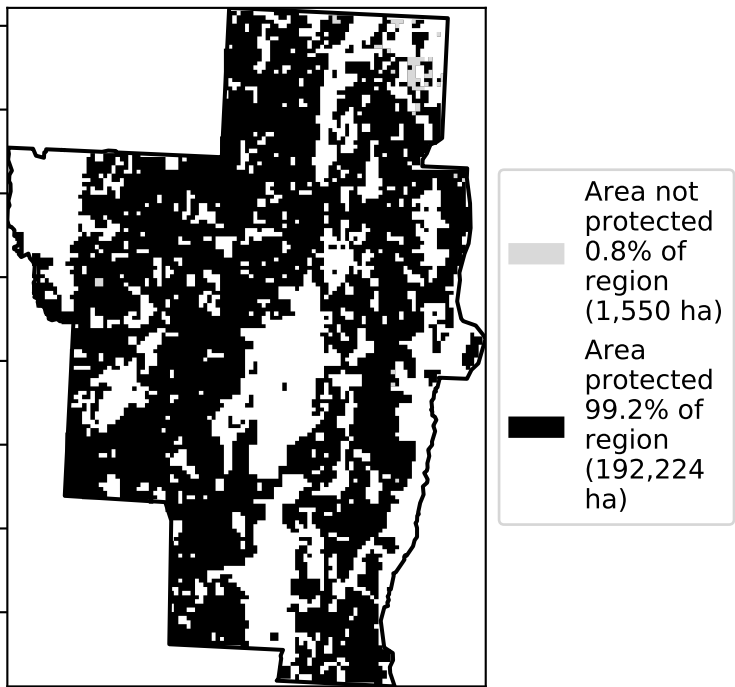 Area not
protected
0.8% of
region
(1,550 ha)
Area
protected
99.2% of
region
(192,224
ha)